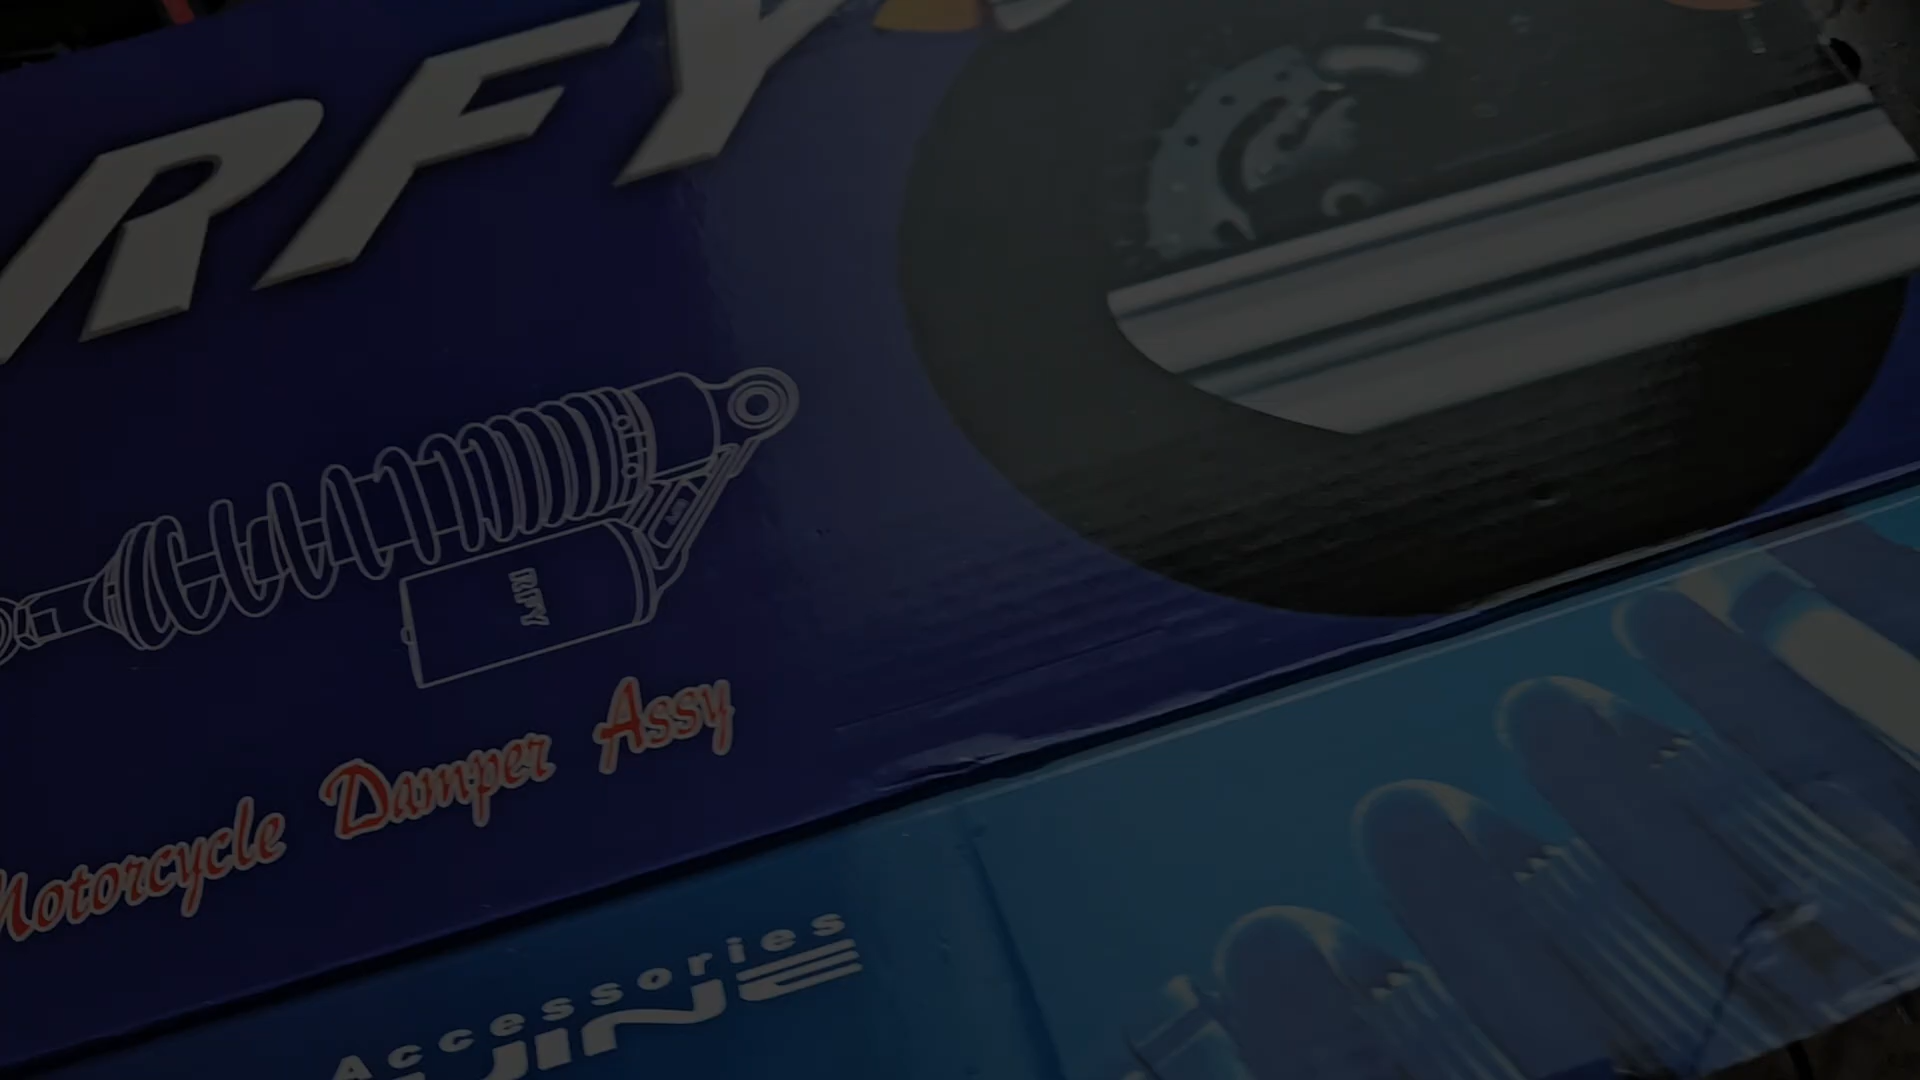 RFY
RFY
Motorcycle Damper Assy
Accessories